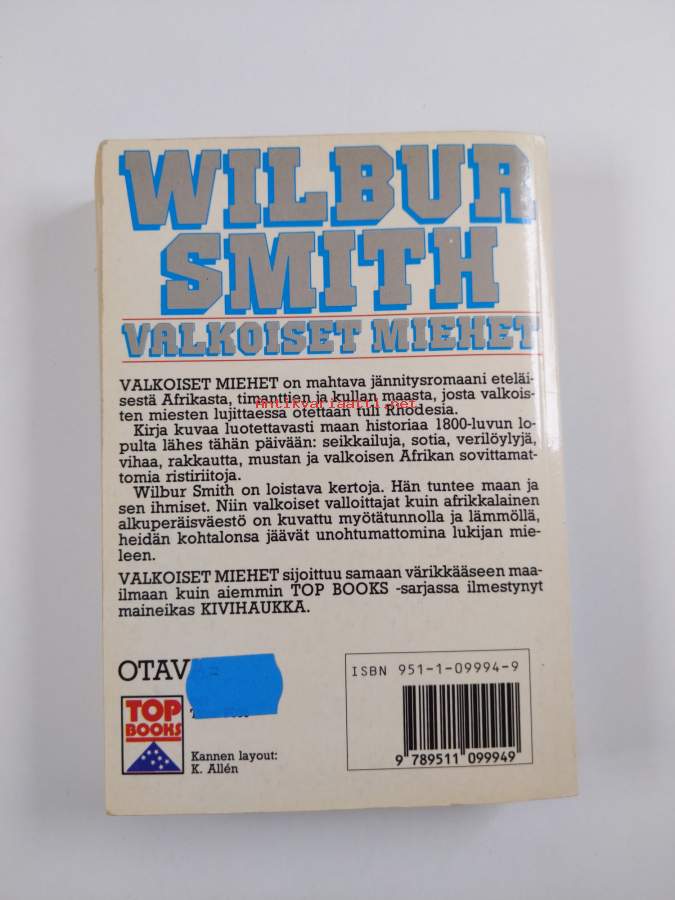 WILBUR
SMITH
VALKOISET MIEHET
VALKOISET MIEHET on mahtava jännitysromaani eteläi-
sestä Afrikasta, timanttien ja kullan maasta, josta valkois-
antikvariaatti.net
ten miesten lujittaessa otettaan tuli Rhodesia.
Kirja kuvaa luotettavasti maan historiaa 1800-luvun lo-
pulta lähes tähän päivään: seikkailuja, sotia, verilöylyjä,
vihaa, rakkautta, mustan ja valkoisen Afrikan sovittamat-
tomia ristiriitoja.
Wilbur Smith on loistava kertoja. Hän tuntee maan ja
sen ihmiset. Niin valkoiset valloittajat kuin afrikkalainen
alkuperäisväestö on kuvattu myötätunnolla ja lämmöllä,
heidän kohtalonsa jäävät unohtumattomina lukijan mie-
leen.
VALKOISET MIEHET sijoittuu samaan värikkääseen maa-
ilmaan kuin aiemmin TOP BOOKS -sarjassa ilmestynyt
maineikas KIVIHAUKKA.
OTAV
TOP
BOOKS
Kannen layout:
K. Allén
ISBN 951-1-09994-9
9 789511 099949